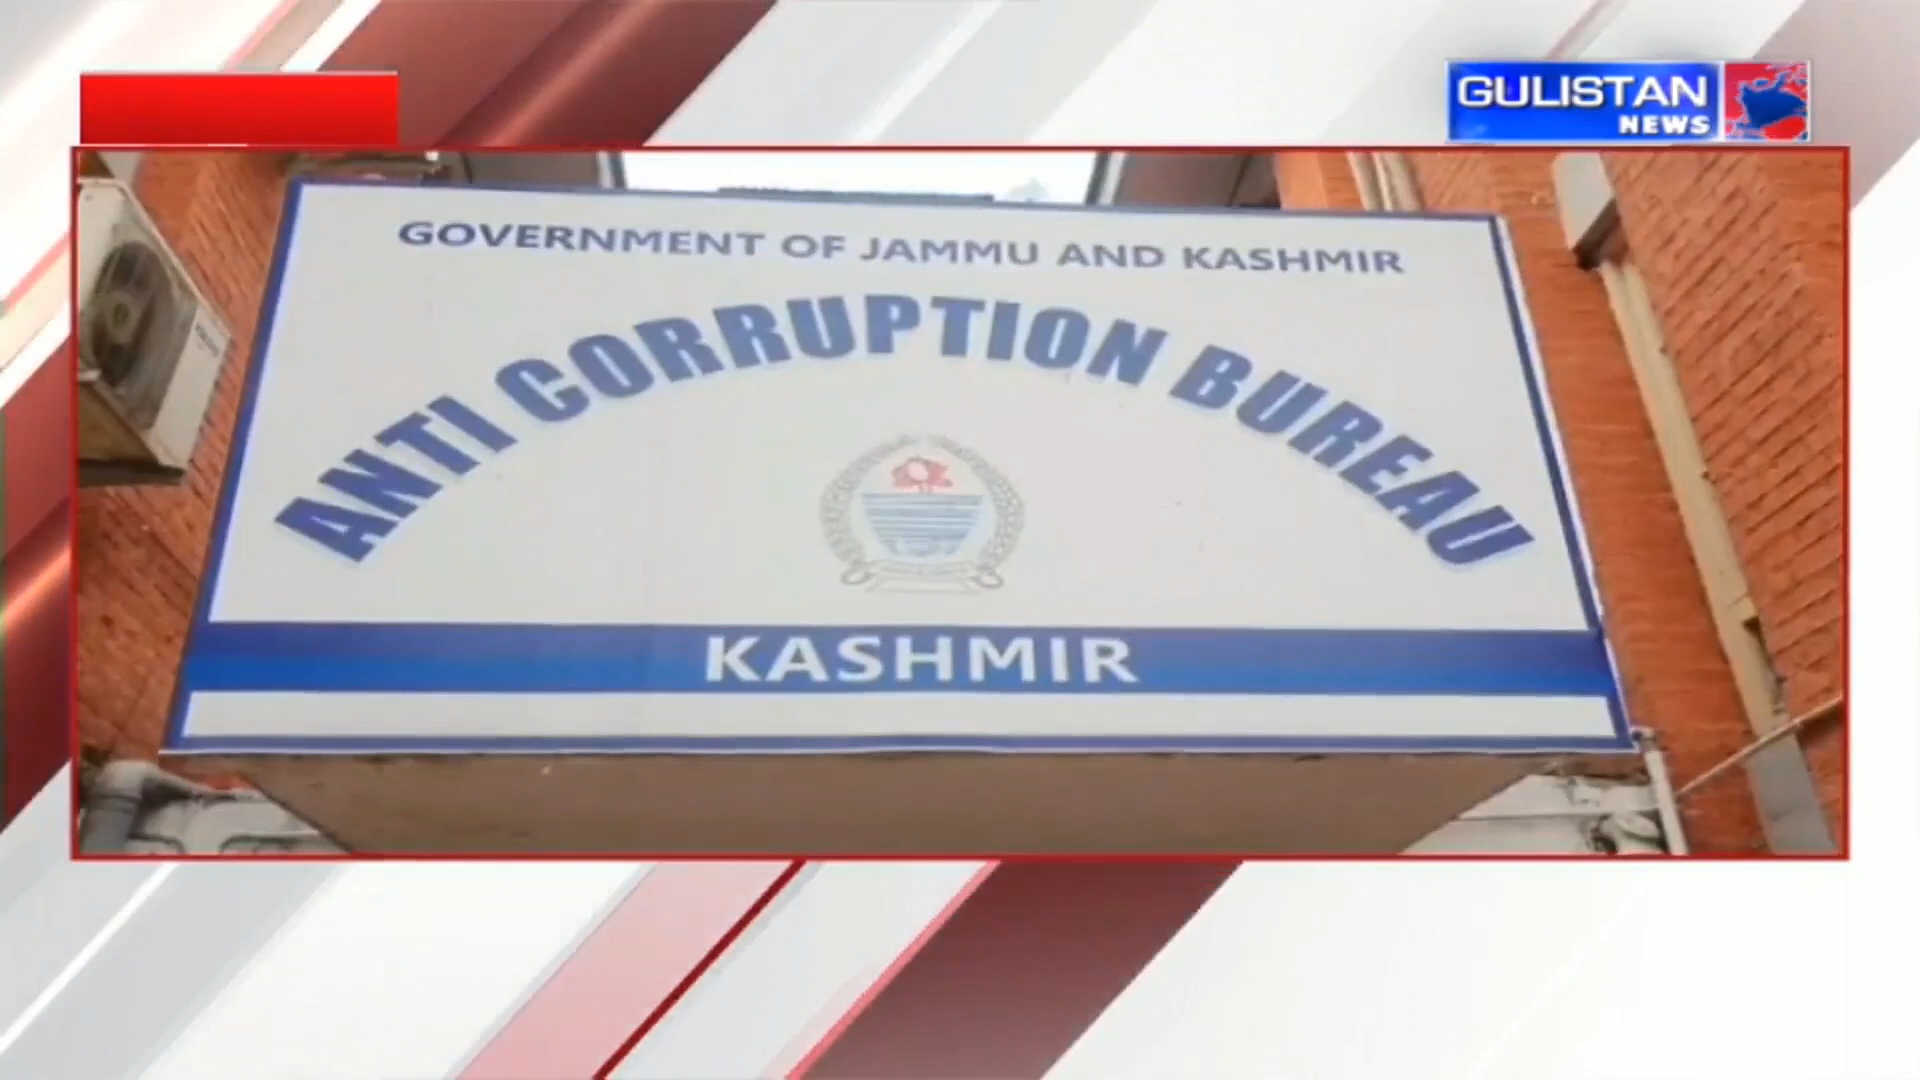 GULISTAN
NEWS
GOVERNMENT OF JAMMU AND KASHMIR
ANTI CORRUPTION BUREAU
KASHMIR